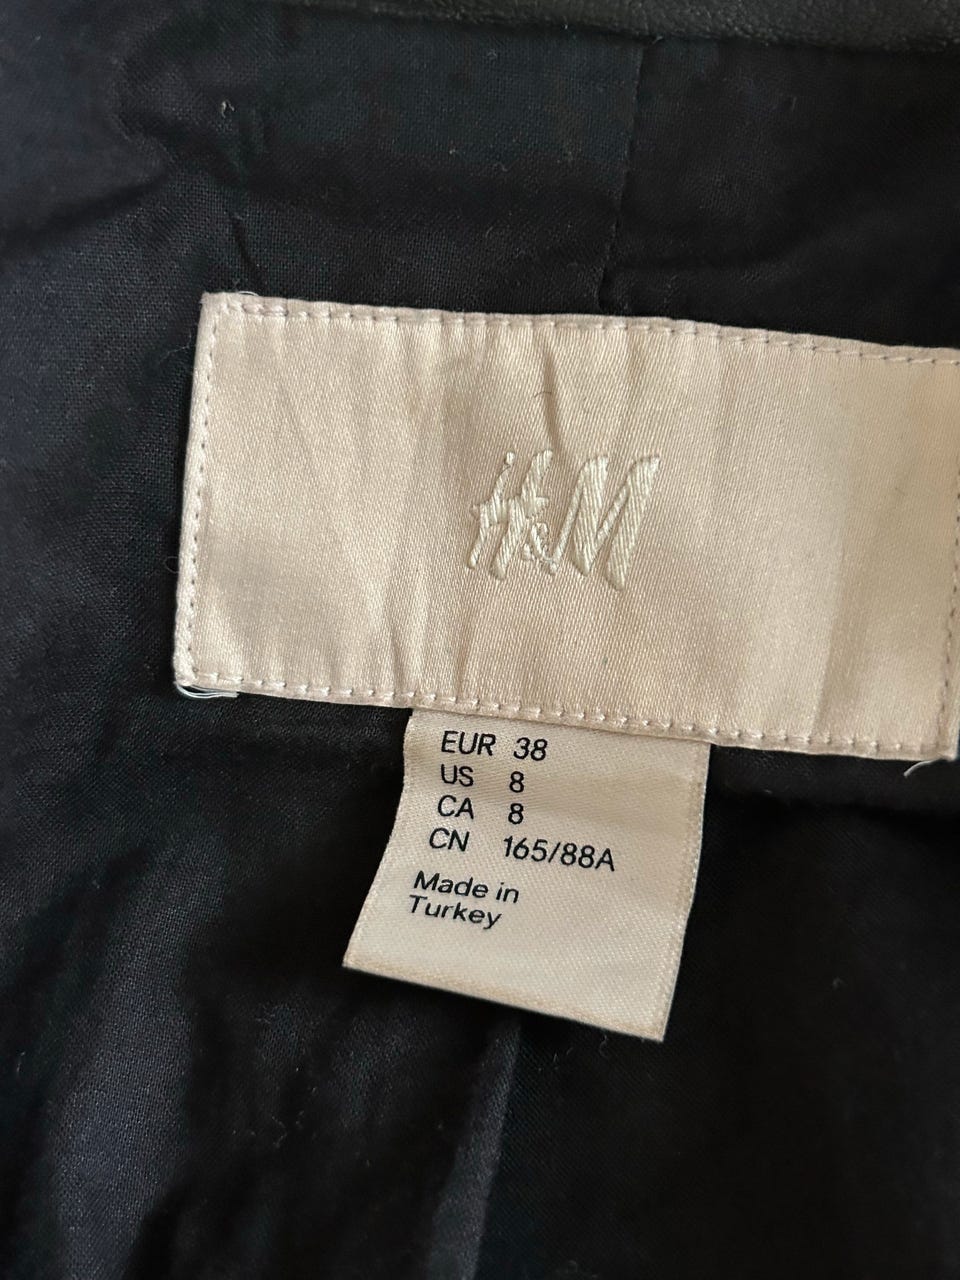 H&M
EUR 38
US 8
CA 8
CN 165/88A
Made in
Turkey